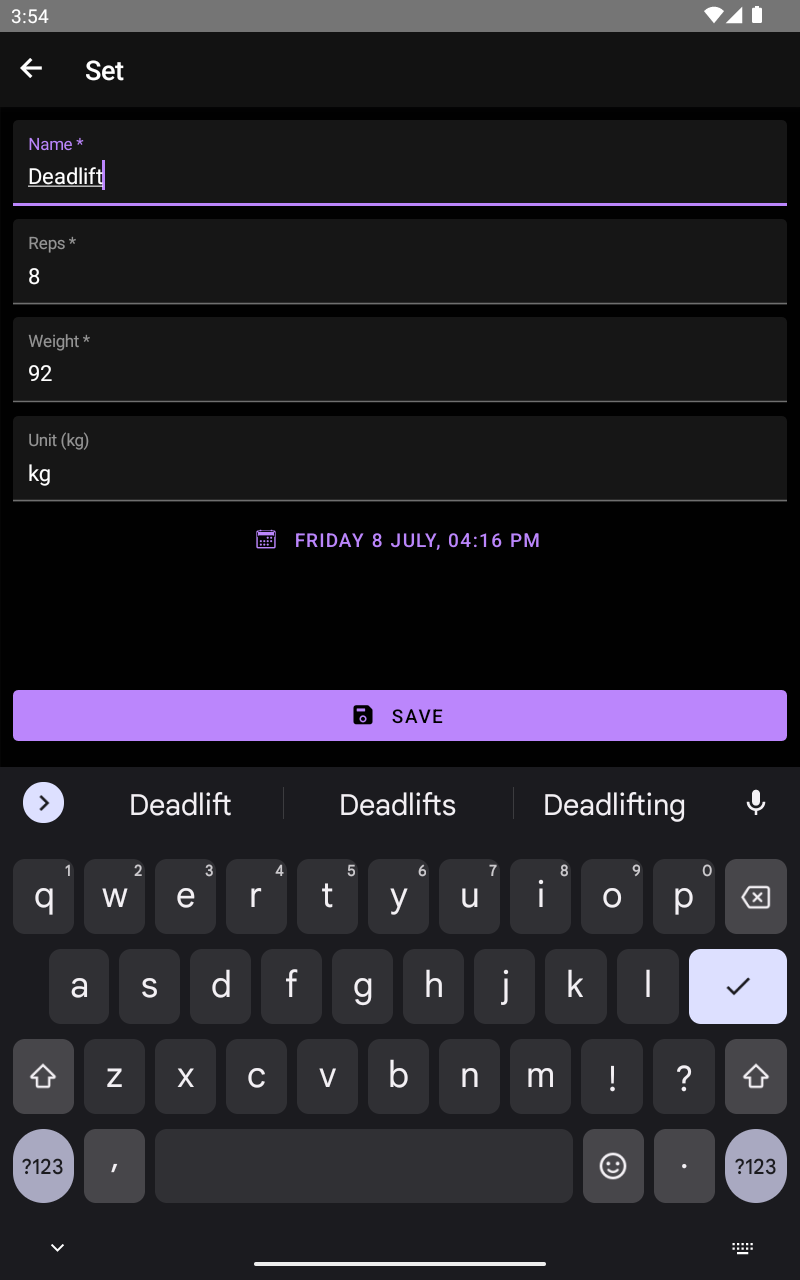 3:54
Set
Name *
Deadlift
Reps *
8
Weight *
92
Unit (kg)
kg
FRIDAY 8 JULY, 04:16 PM
SAVE
Deadlift Deadlifts Deadlifting
1 2 3 4 5 6 7 8 9 0
q w e r t y u i o p
a s d f g h j k l
z x c v b n m ! ?
?123 , . ?123